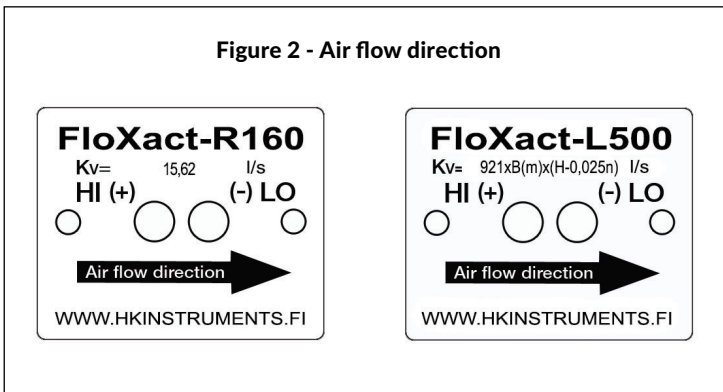 Figure 2 - Air flow direction
FloXact-R160
Kv= 15,62 l/s
HI (+) (-) LO
Air flow direction
WWW.HKINSTRUMENTS.FI
FloXact-L500
Kv= 921xB(m)x(H-0,025n) l/s
HI (+) (-) LO
Air flow direction
WWW.HKINSTRUMENTS.FI